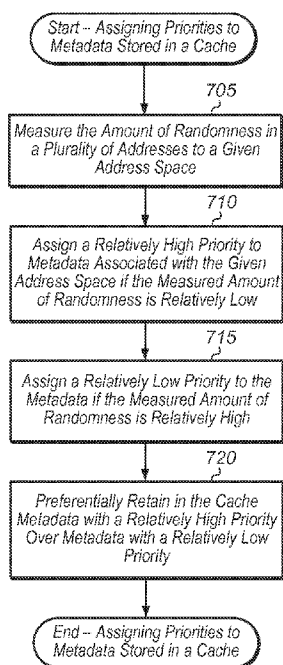 Start – Assigning Priorities to
Metadata Stored in a Cache
705
Measure the Amount of Randomness in
a Plurality of Addresses to a Given
Address Space
710
Assign a Relatively High Priority to
Metadata Associated with the Given
Address Space if the Measured Amount
of Randomness is Relatively Low
715
Assign a Relatively Low Priority to the
Metadata if the Measured Amount of
Randomness is Relatively High
720
Preferentially Retain in the Cache
Metadata with a Relatively High Priority
Over Metadata with a Relatively Low
Priority
End – Assigning Priorities to
Metadata Stored in a Cache